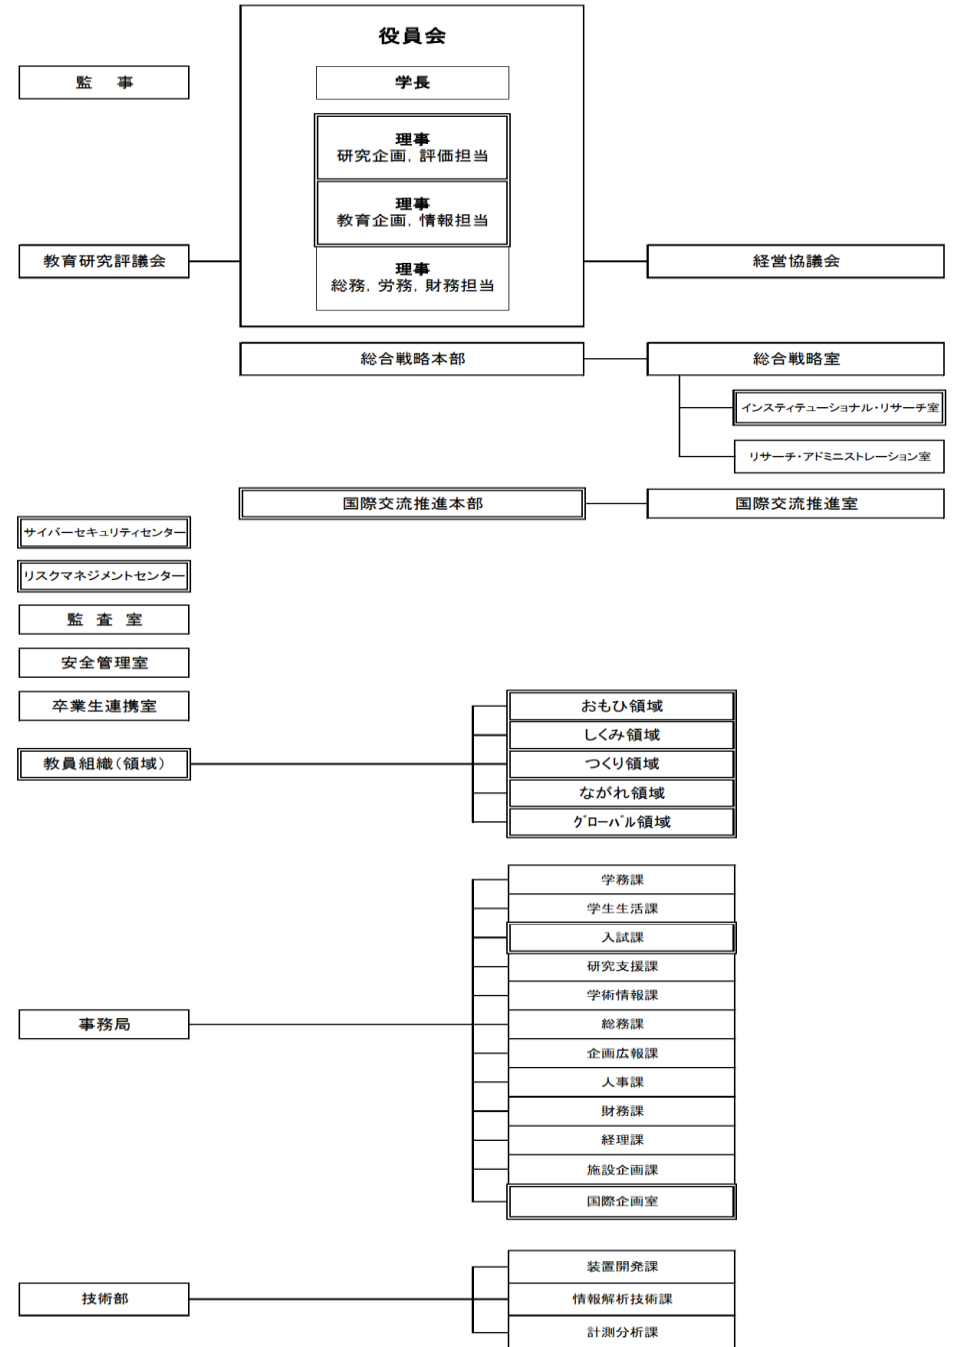 役員会
監　事
学長
理事
研究企画, 評価担当
理事
教育企画, 情報担当
教育研究評議会
理事
総務, 労務, 財務担当
経営協議会
総合戦略本部
総合戦略室
インスティテューショナル・リサーチ室
リサーチ・アドミニストレーション室
国際交流推進本部
国際交流推進室
サイバーセキュリティセンター
リスクマネジメントセンター
監　査　室
安全管理室
卒業生連携室
教員組織(領域)
おもひ領域
しくみ領域
つくり領域
ながれ領域
グローバル領域
事務局
学務課
学生生活課
入試課
研究支援課
学術情報課
総務課
企画広報課
人事課
財務課
経理課
施設企画課
国際企画室
技術部
装置開発課
情報解析技術課
計測分析課